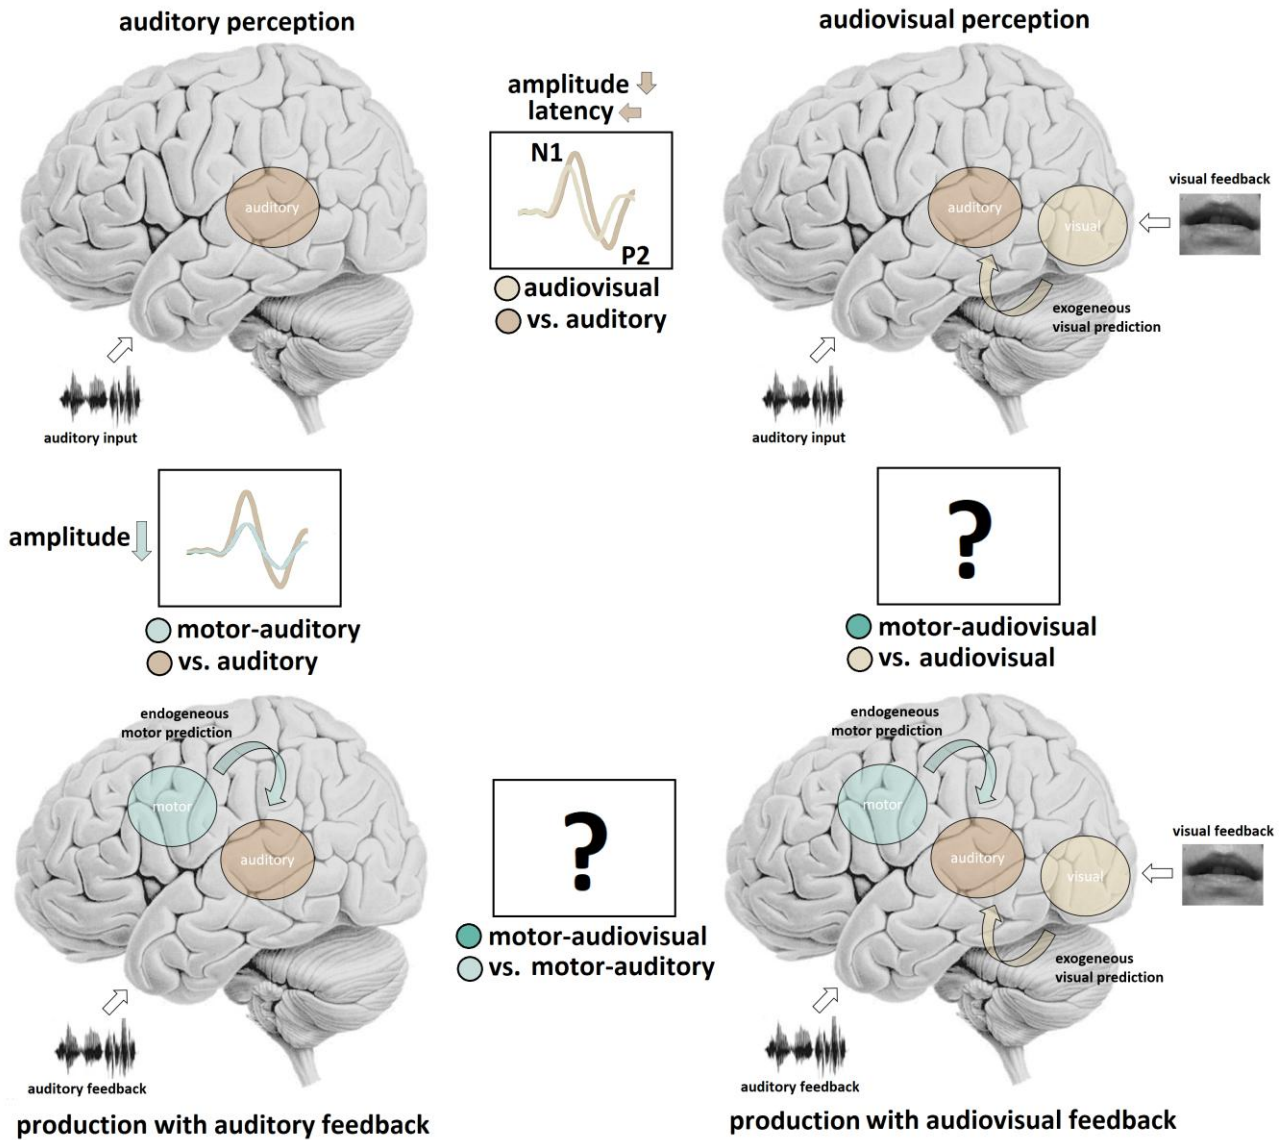 auditory perception
audiovisual perception
amplitude
latency
N1
P2
audiovisual
vs. auditory
auditory
auditory input
auditory
visual
visual feedback
exogeneous
visual prediction
auditory input
amplitude
motor-auditory
vs. auditory
?
motor-audiovisual
vs. audiovisual
endogeneous
motor prediction
motor
auditory
auditory feedback
production with auditory feedback
?
motor-audiovisual
vs. motor-auditory
endogeneous
motor prediction
motor
auditory
visual
visual feedback
exogeneous
visual prediction
auditory feedback
production with audiovisual feedback